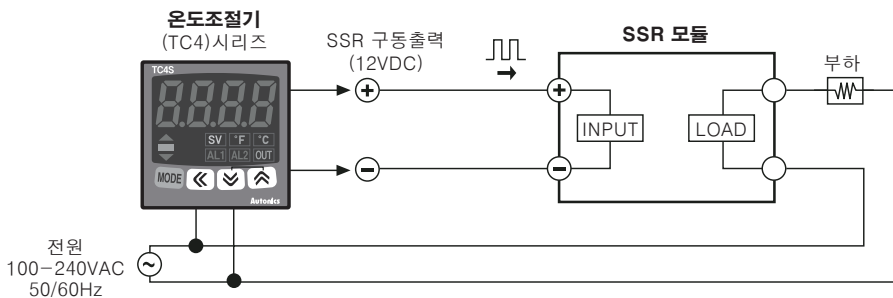 온도조절기
(TC4)시리즈
SSR 구동출력
(12VDC)
SSR 모듈
부하
TC4S
8.8.8.8
SV °F °C
AL1 AL2 OUT
MODE
Autonics
INPUT
LOAD
전원
100-240VAC
50/60Hz